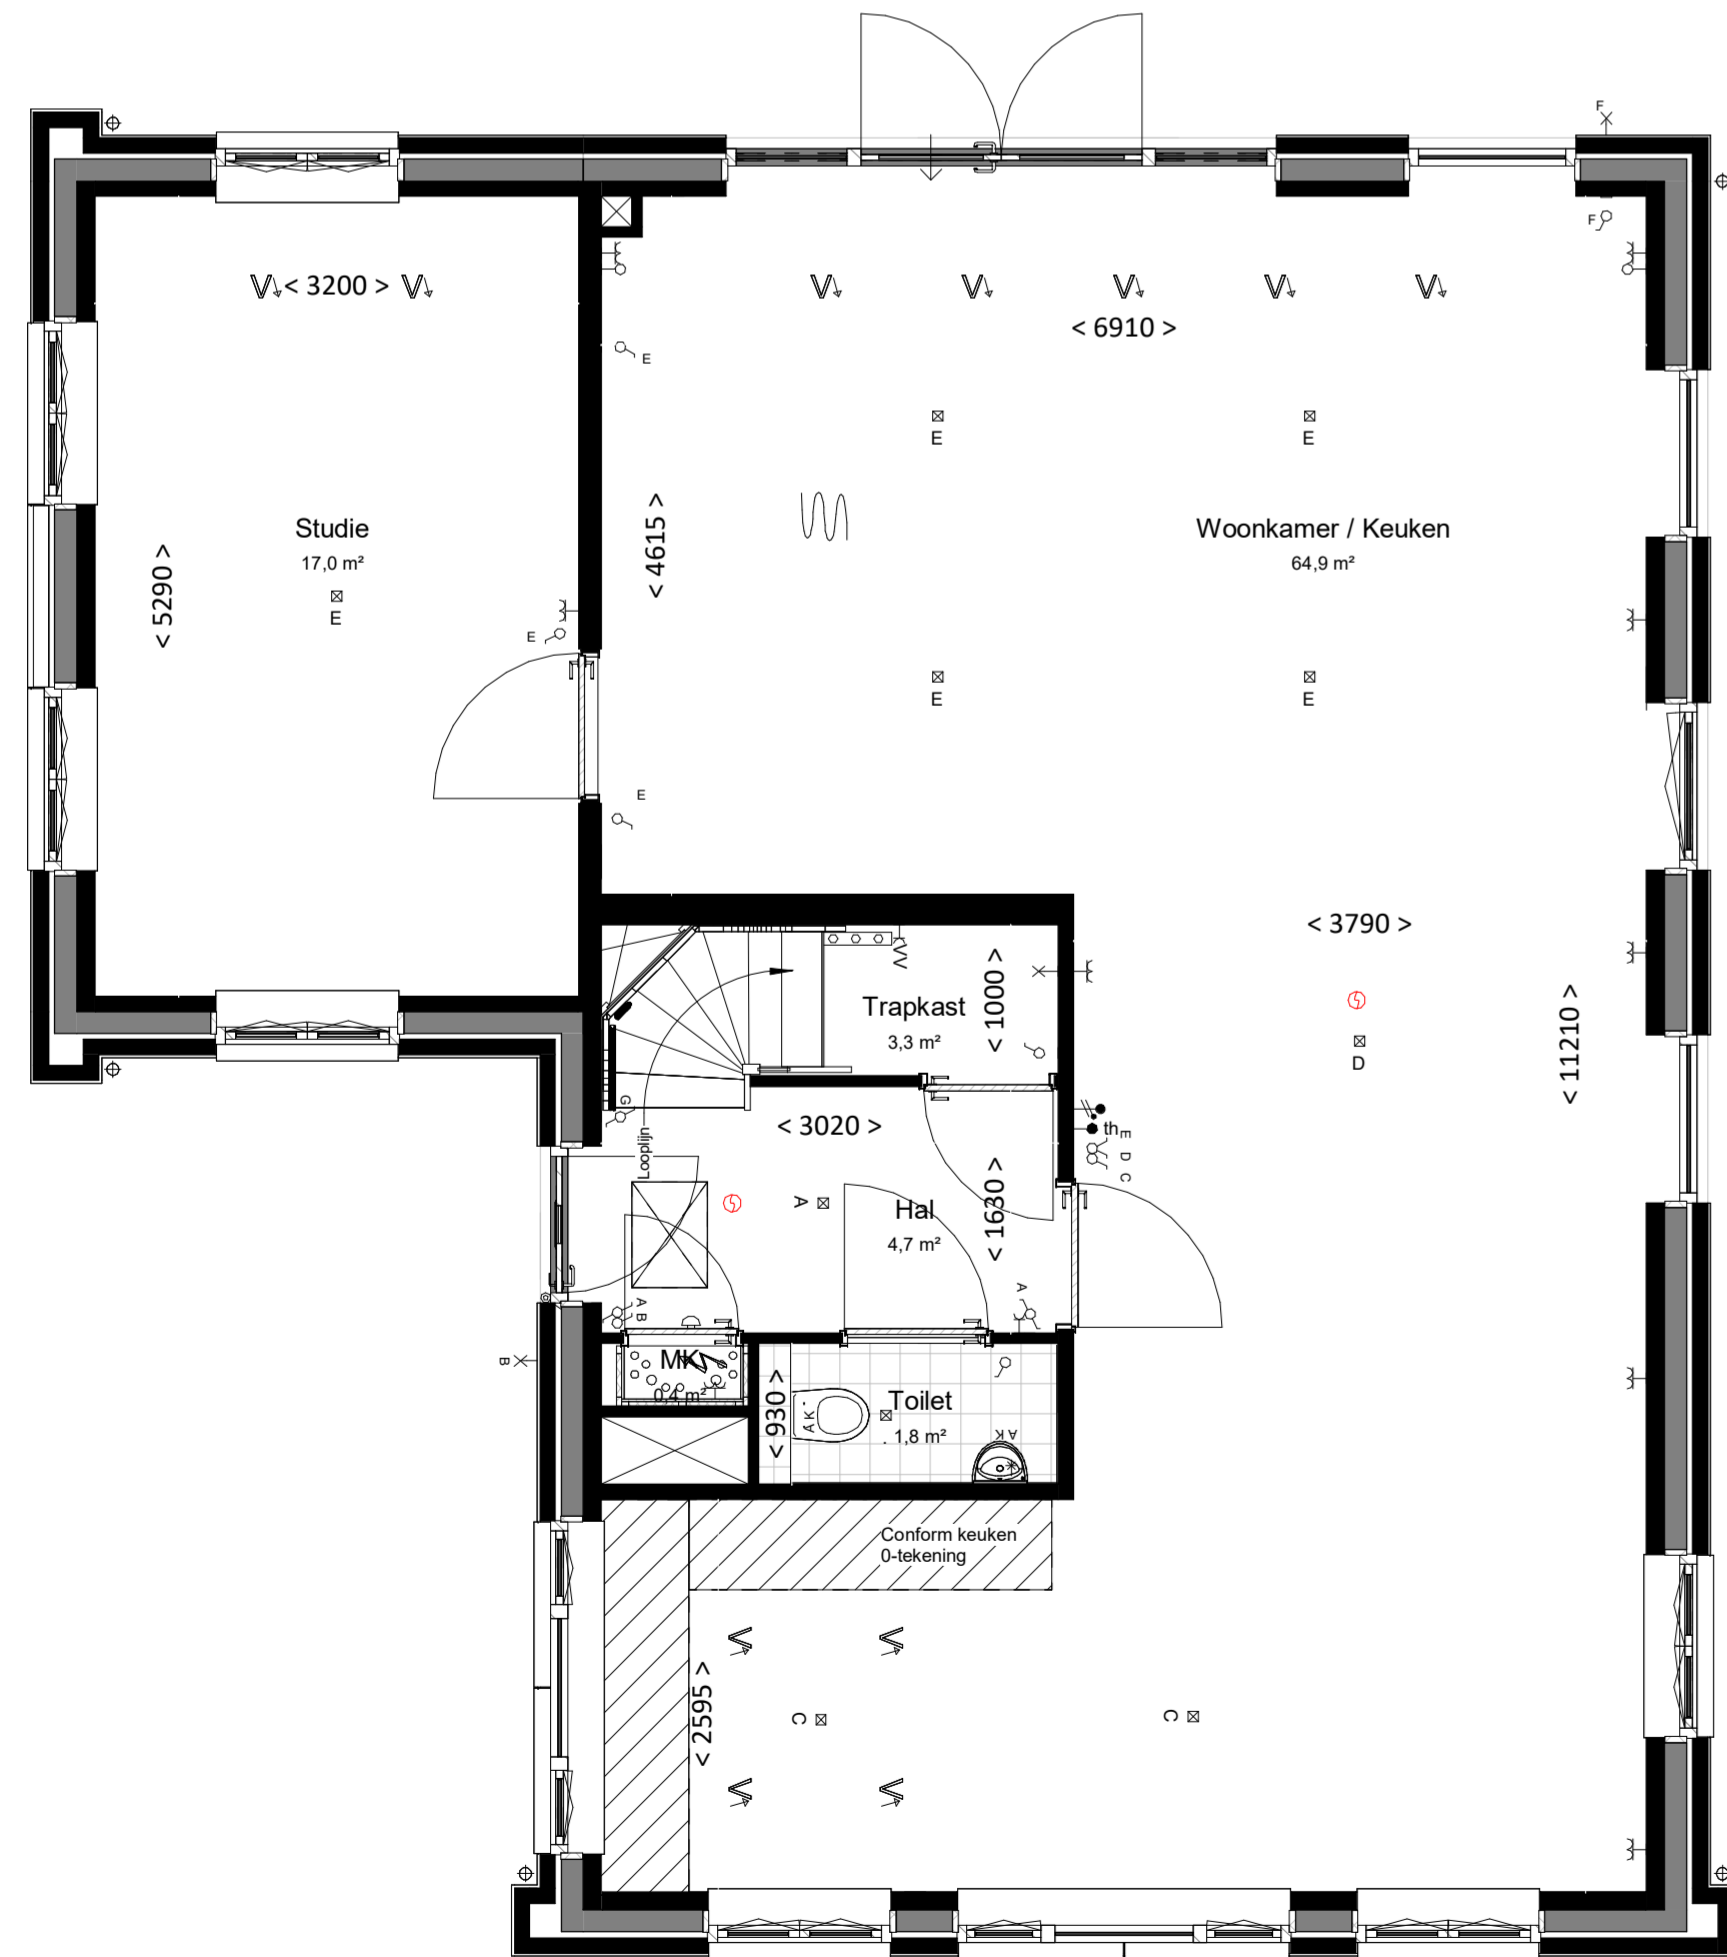 F
F
< 3200 >
< 6910 >
E
E
E
Studie
17,0 m²
E
< 5290 >
< 4615 >
Woonkamer / Keuken
64,9 m²
E
E
E
E
< 3790 >
Trapkast
3,3 m²
< 1000 >
D
< 11210 >
G
Looplijn
< 3020 >
th
E
D
C
A
Hal
4,7 m²
< 1630 >
A
B
A
B
MK
0,4 m²
< 930 >
AK
Toilet
1,8 m²
AK
Conform keuken
0-tekening
< 2595 >
C
C